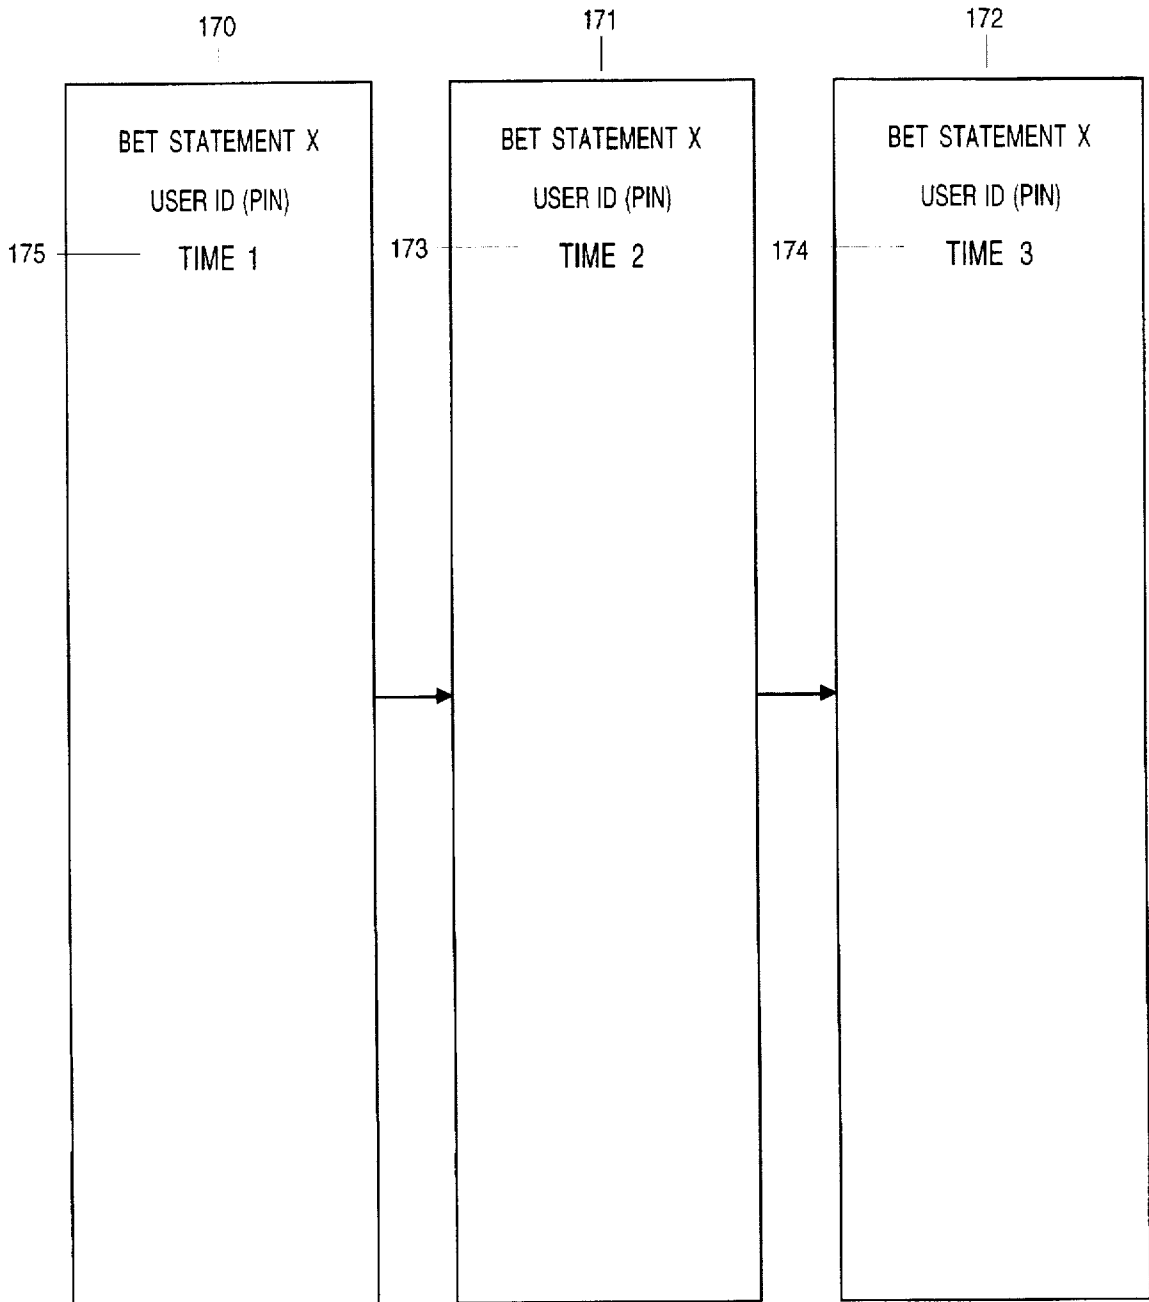 170
171
172
BET STATEMENT X
USER ID (PIN)
175
TIME 1
BET STATEMENT X
USER ID (PIN)
173
TIME 2
BET STATEMENT X
USER ID (PIN)
174
TIME 3